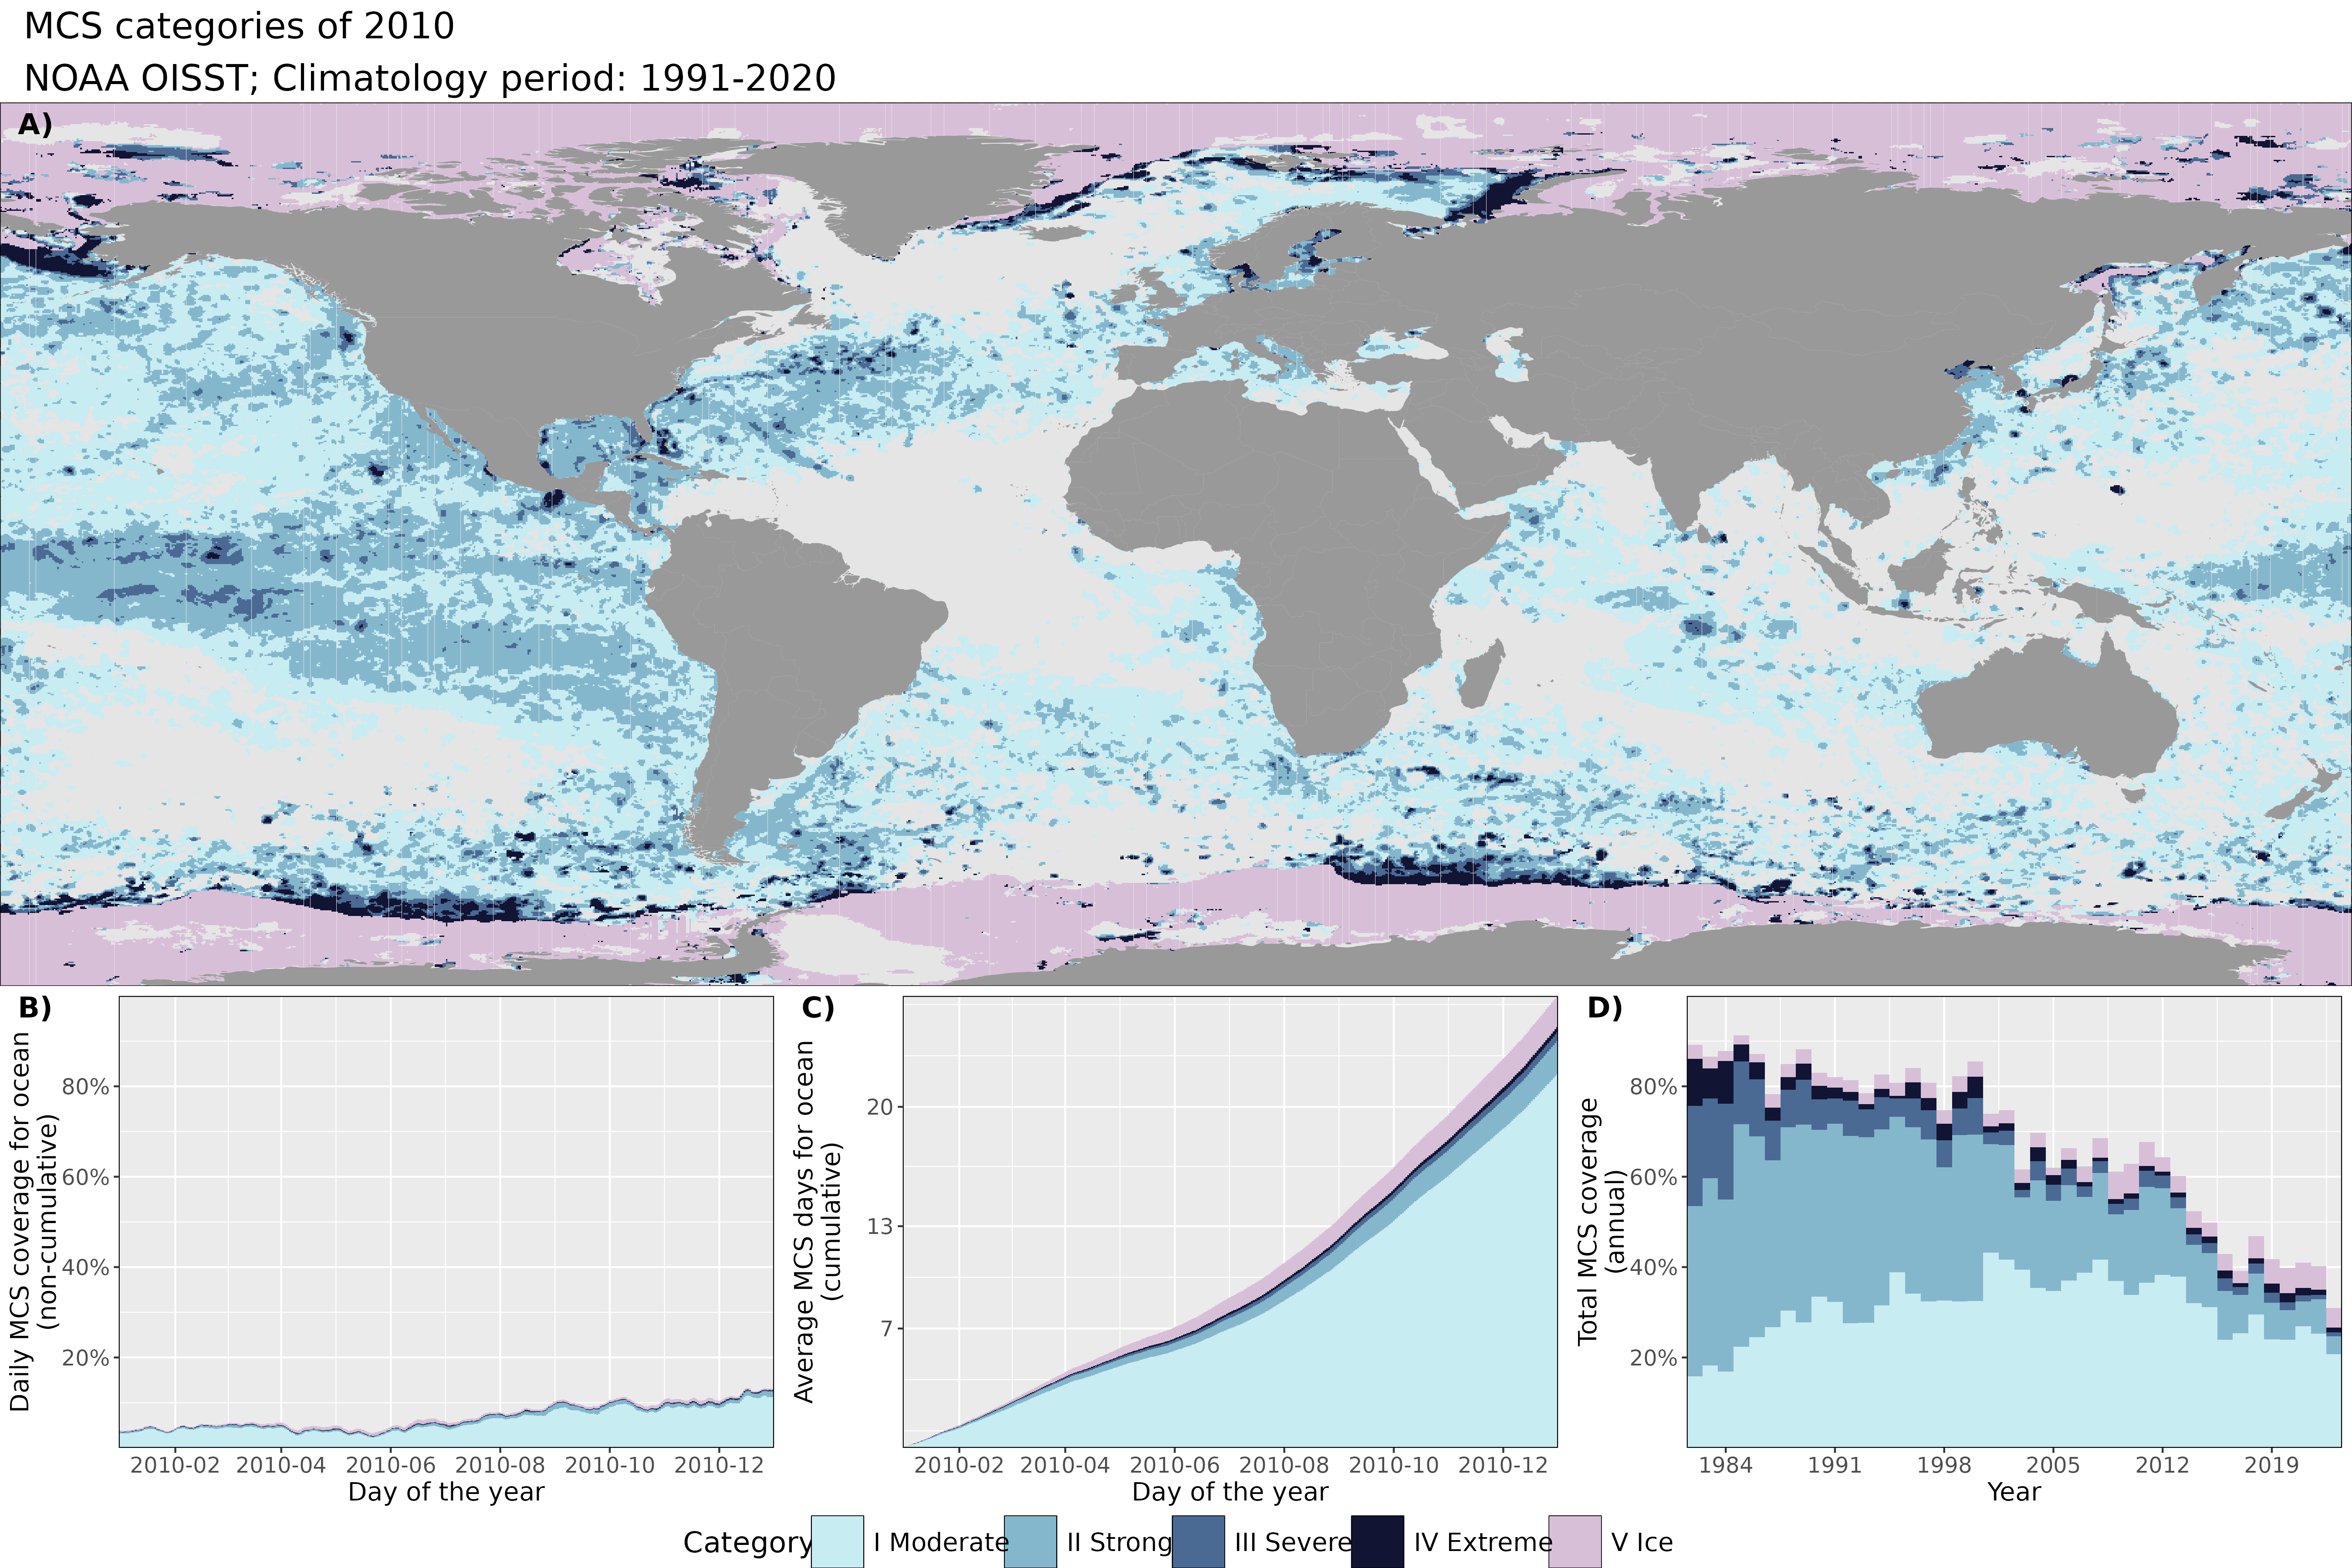 MCS categories of 2010
NOAA OISST; Climatology period: 1991-2020
A)
B)
Daily MCS coverage for ocean
(non-cumulative)
80%
60%
40%
20%
2010-02 2010-04 2010-06 2010-08 2010-10 2010-12
Day of the year
C)
Average MCS days for ocean
(cumulative)
20
13
7
2010-02 2010-04 2010-06 2010-08 2010-10 2010-12
Day of the year
D)
Total MCS coverage
(annual)
80%
60%
40%
20%
1984 1991 1998 2005 2012 2019
Year
Category I Moderate II Strong III Severe IV Extreme V Ice